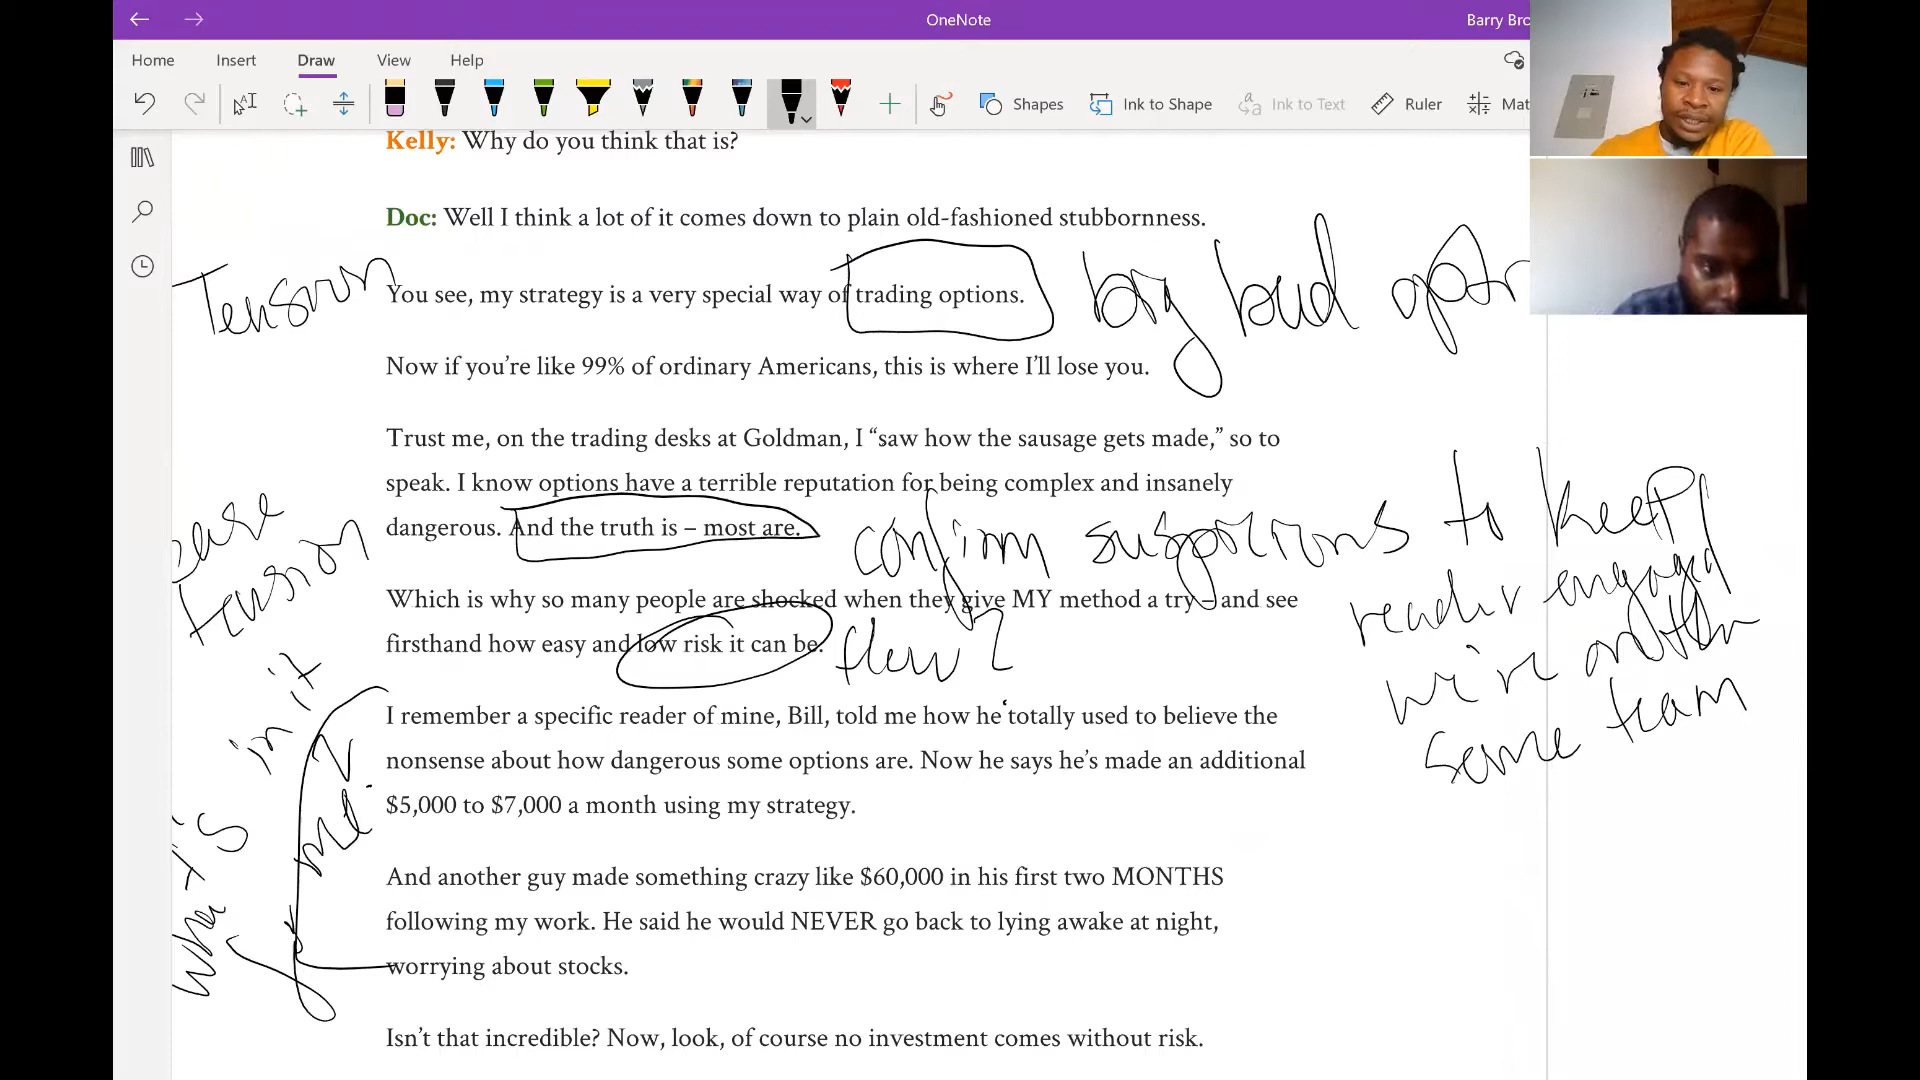 OneNote
Barry Bro
Home Insert Draw View Help
Shapes Ink to Shape Ink to Text Ruler Mat
Kelly: Why do you think that is?
Doc: Well I think a lot of it comes down to plain old-fashioned stubbornness.
Tension
You see, my strategy is a very special way of trading options.
big bad
Now if you’re like 99% of ordinary Americans, this is where I’ll lose you.
Trust me, on the trading desks at Goldman, I “saw how the sausage gets made,” so to
speak. I know options have a terrible reputation for being complex and insanely
dangerous. And the truth is – most are.
ease
tension
confirm suspicions to keep
reader engaged
we're on the
same team
Which is why so many people are shocked when they give MY method a try – and see
firsthand how easy and low risk it can be.
I remember a specific reader of mine, Bill, told me how he totally used to believe the
nonsense about how dangerous some options are. Now he says he’s made an additional
$5,000 to $7,000 a month using my strategy.
what's in it
for me?
And another guy made something crazy like $60,000 in his first two MONTHS
following my work. He said he would NEVER go back to lying awake at night,
worrying about stocks.
Isn’t that incredible? Now, look, of course no investment comes without risk.